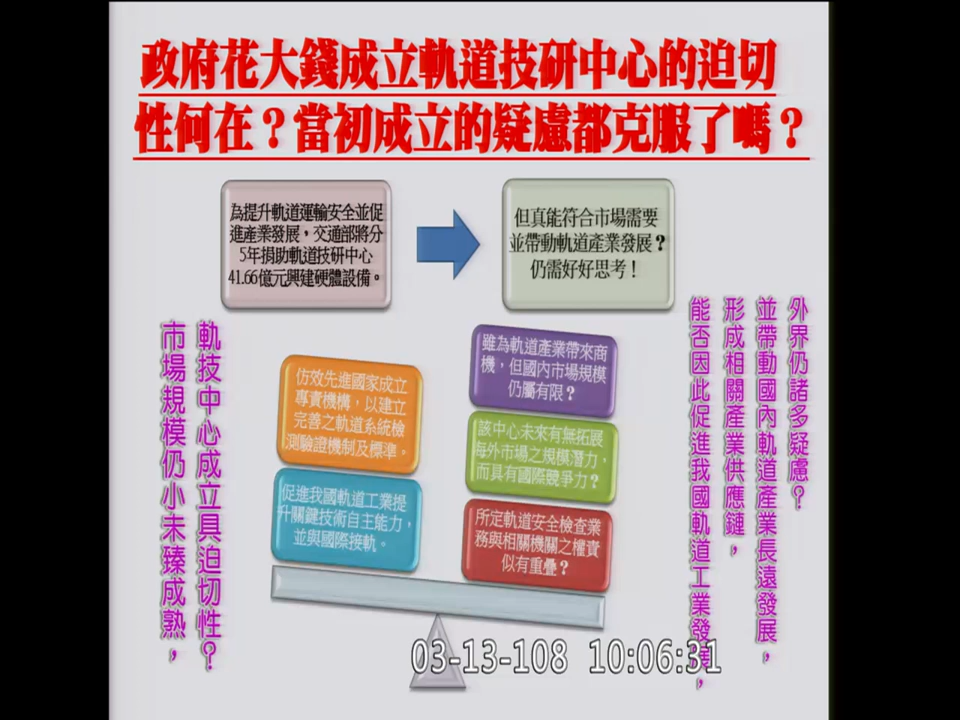 政府花大錢成立軌道技研中心的迫切
性何在？當初成立的疑慮都克服了嗎？
為提升軌道運輸安全並促
進產業發展，交通部將分
5年捐助軌道技研中心
41.66億元興建硬體設備。
但真能符合市場需要
並帶動軌道產業發展？
仍需好好思考！
仿效先進國家成立
專責機構，以建立
完善之軌道系統檢
測驗證機制及標準。
促進我國軌道工業提
升關鍵技術自主能力，
並與國際接軌。
雖為軌道產業帶來商
機，但國內市場規模
仍屬有限？
該中心未來有無拓展
海外市場之規模潛力，
而具有國際競爭力？
所定軌道安全檢查業
務與相關機關之權責
似有重疊？
外界仍諸多疑慮？
並帶動國內軌道產業長遠發展，
形成相關產業供應鏈，
能否因此促進我國軌道工業發展，
軌技中心成立具迫切性？
市場規模仍小未臻成熟，
03-13-108 10:06:31